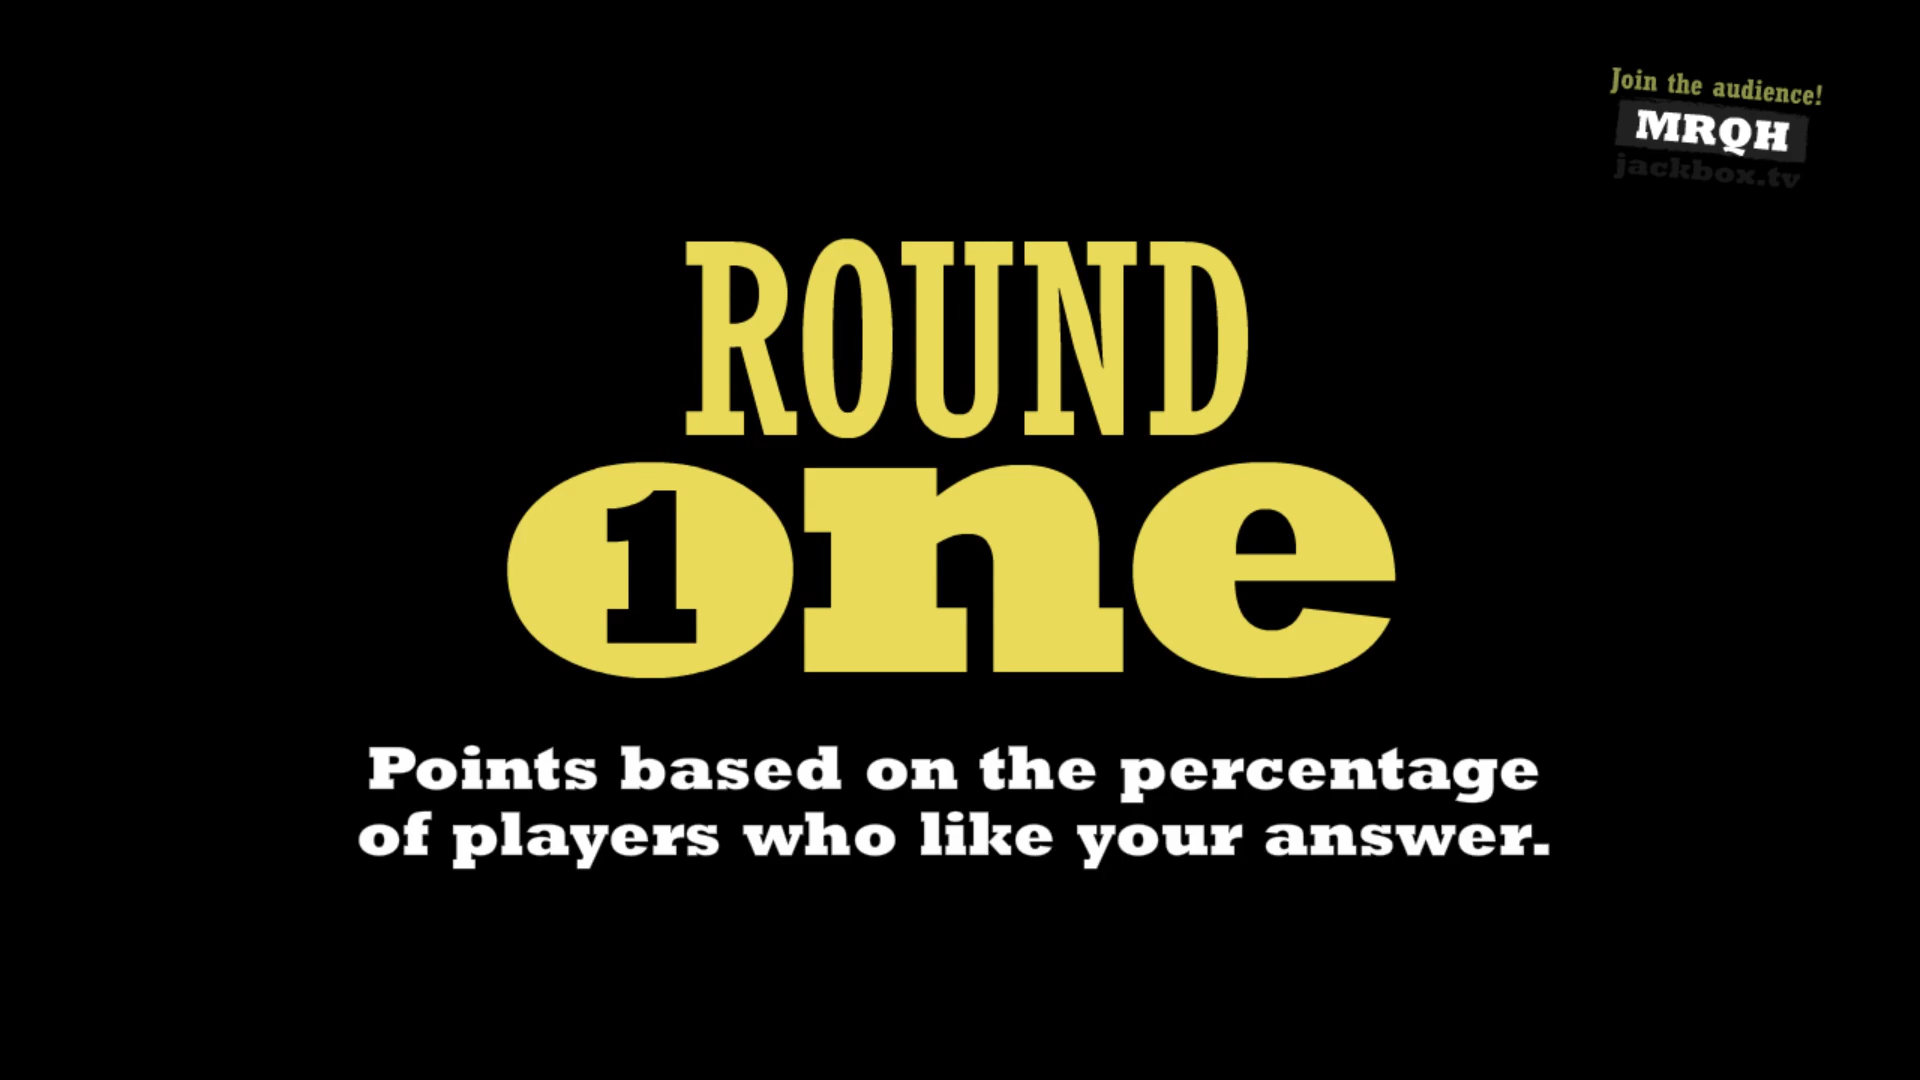 Join the audience!
MRQH
jackbox.tv
ROUND
one
1
Points based on the percentage
of players who like your answer.